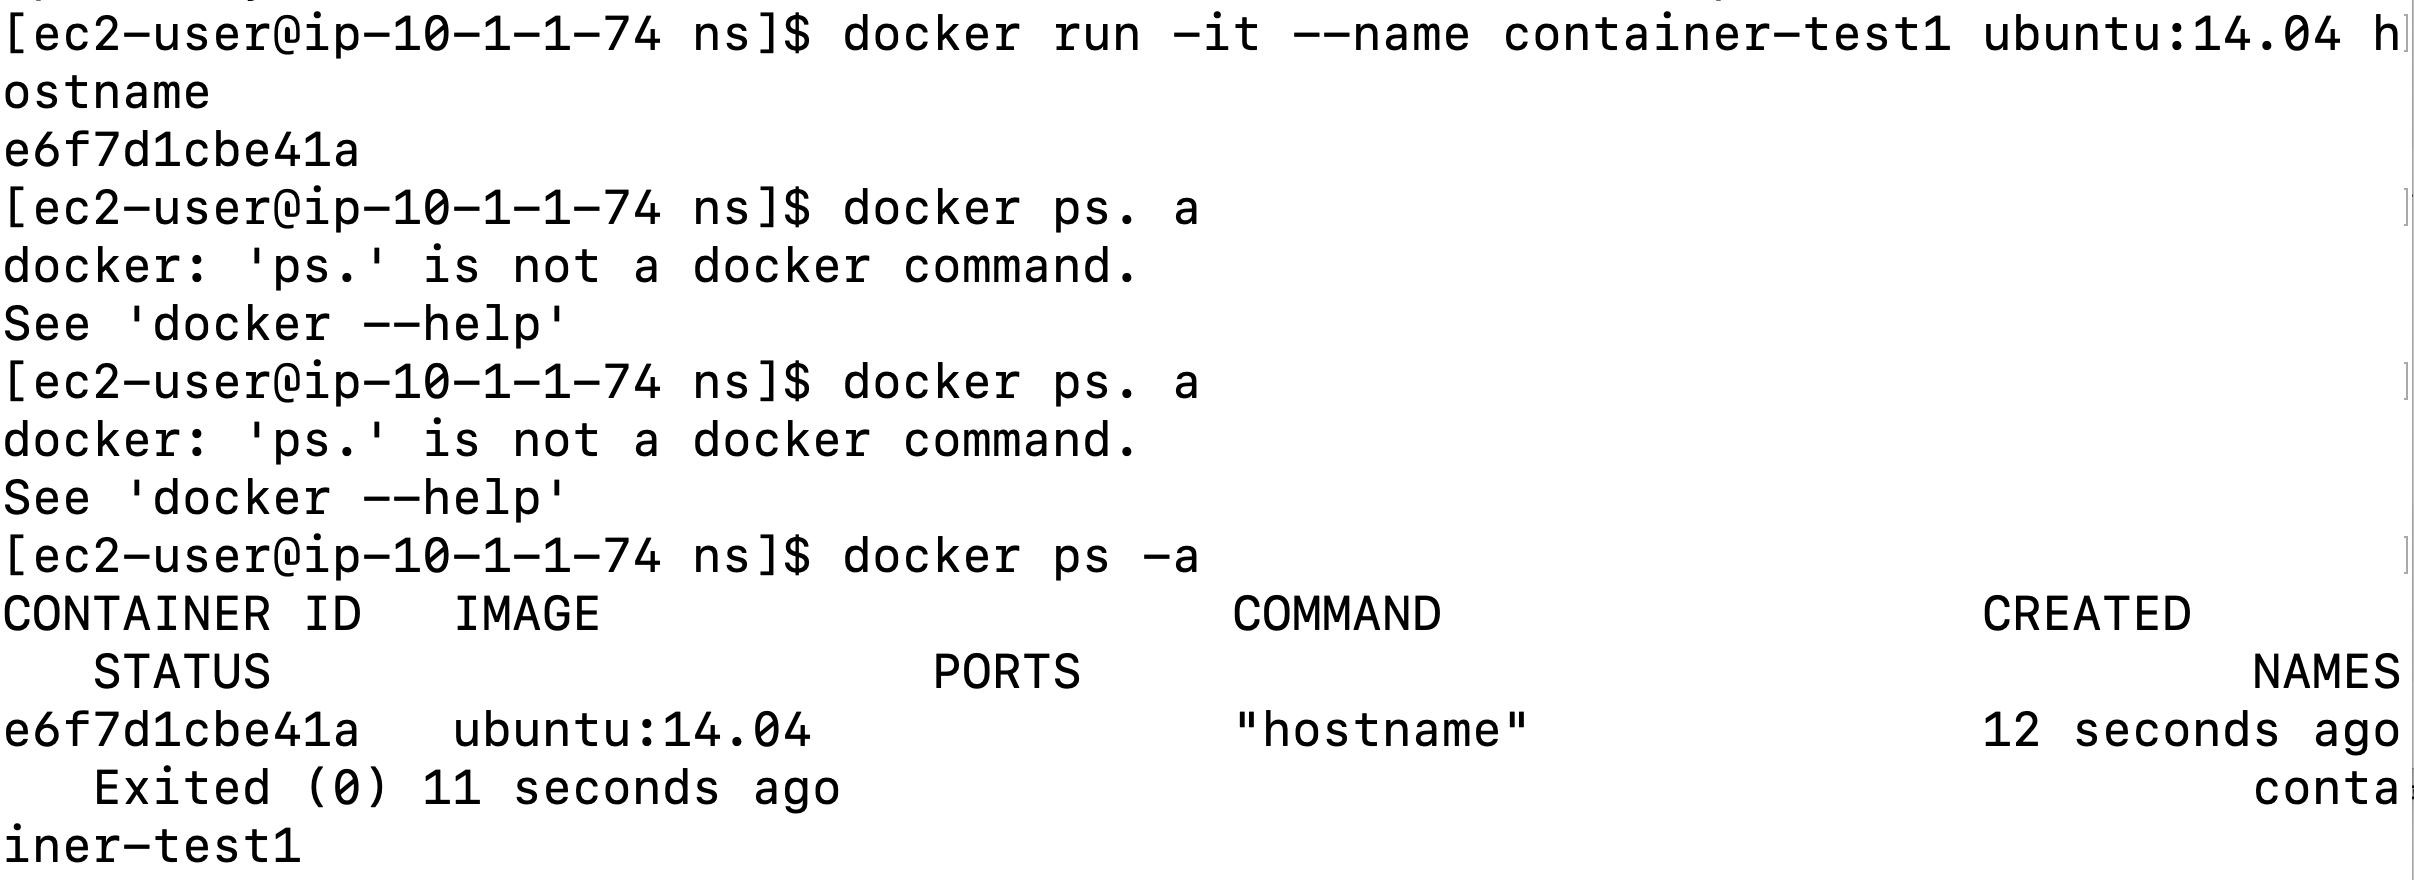 [ec2-user@ip-10-1-1-74 ns]$ docker run -it --name container-test1 ubuntu:14.04 h
ostname
e6f7d1cbe41a
[ec2-user@ip-10-1-1-74 ns]$ docker ps. a
docker: 'ps.' is not a docker command.
See 'docker --help'
[ec2-user@ip-10-1-1-74 ns]$ docker ps. a
docker: 'ps.' is not a docker command.
See 'docker --help'
[ec2-user@ip-10-1-1-74 ns]$ docker ps -a
CONTAINER ID   IMAGE                     COMMAND                  CREATED
   STATUS                      PORTS                                       NAMES
e6f7d1cbe41a   ubuntu:14.04              "hostname"               12 seconds ago
   Exited (0) 11 seconds ago                                               conta
iner-test1